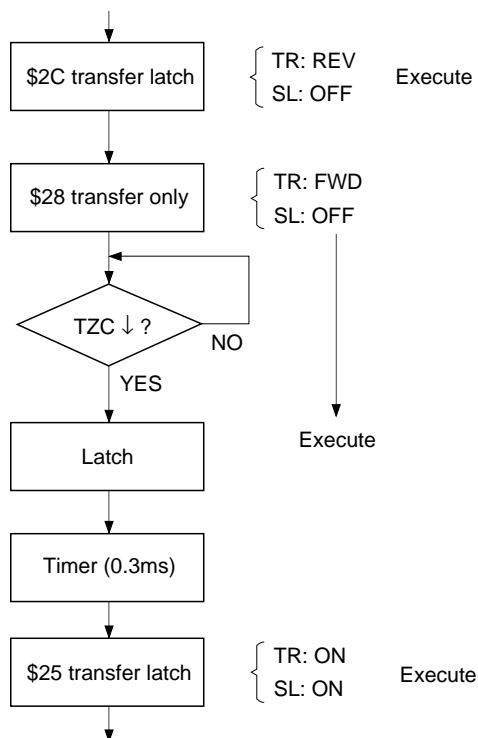 $2C transfer latch
TR: REV
SL: OFF
Execute
$28 transfer only
TR: FWD
SL: OFF
TZC ↓ ?
NO
YES
Execute
Latch
Timer (0.3ms)
$25 transfer latch
TR: ON
SL: ON
Execute